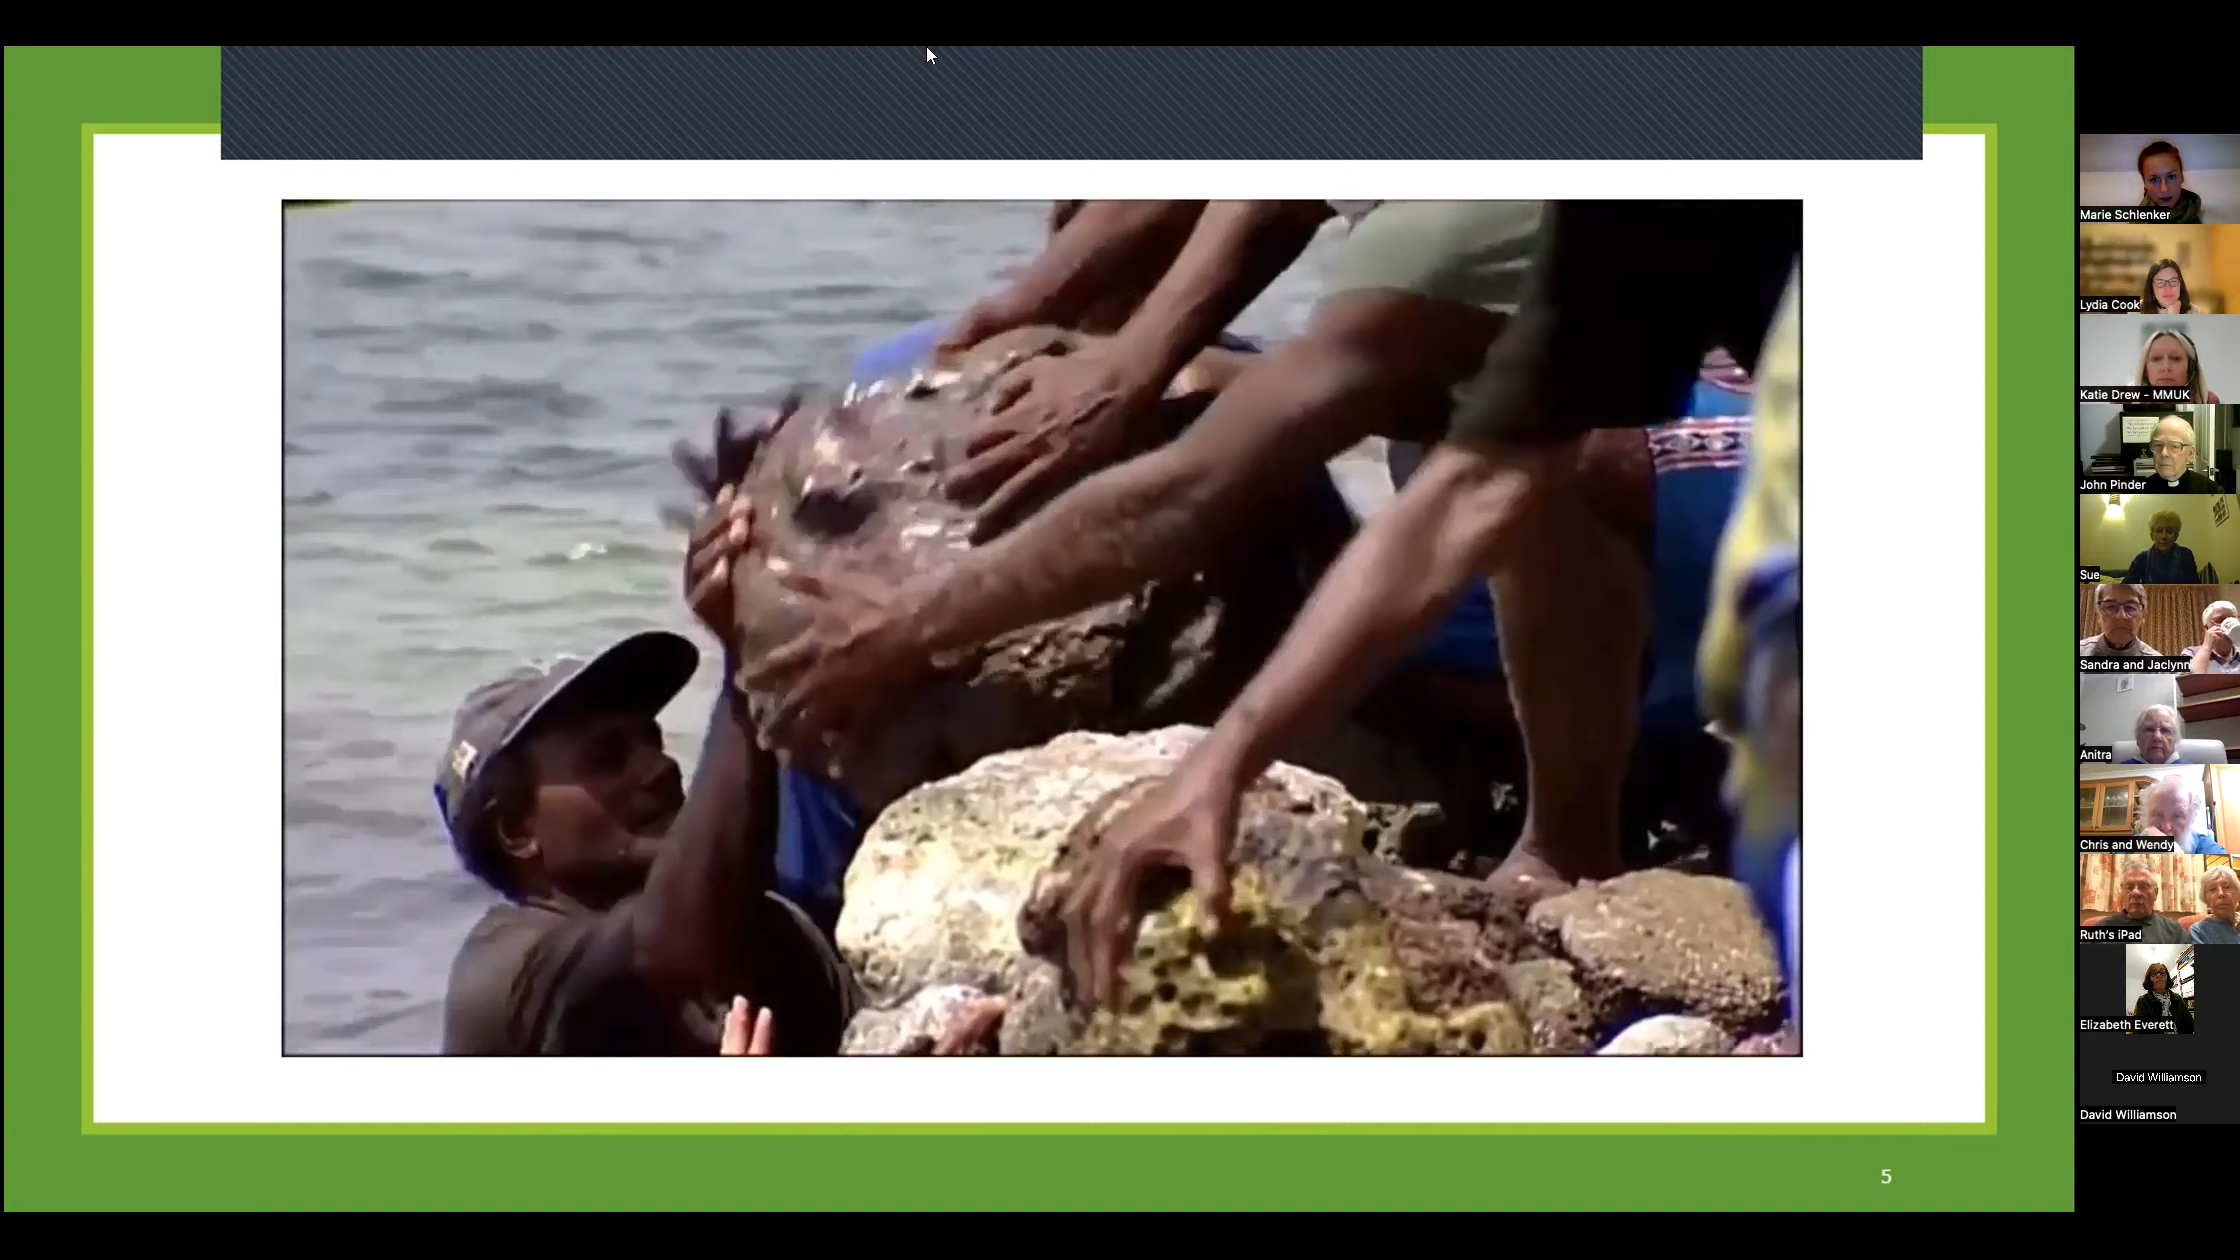 Marie Schlenker
Lydia Cook
Katie Drew - MMUK
John Pinder
Sue
Sandra and Jaclynn
Anitra
Chris and Wendy
Ruth's iPad
Elizabeth Everett
David Williamson
David Williamson
5